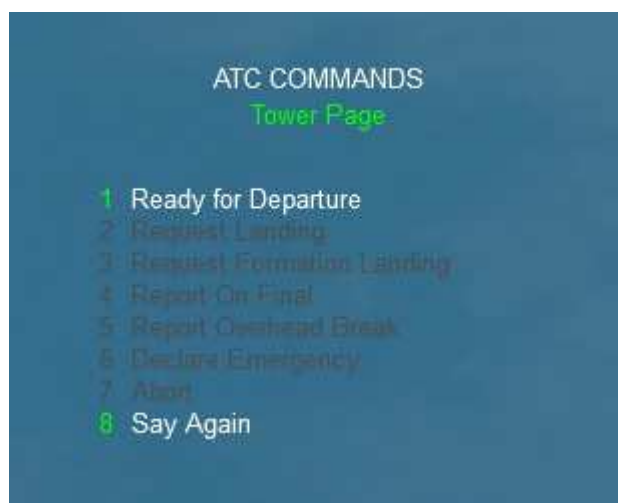 ATC COMMANDS
Tower Page
1 Ready for Departure
2 Request Landing
3 Request Formation Landing
4 Report On Final
5 Report Overhead Break
6 Declare Emergency
7 Abort
8 Say Again